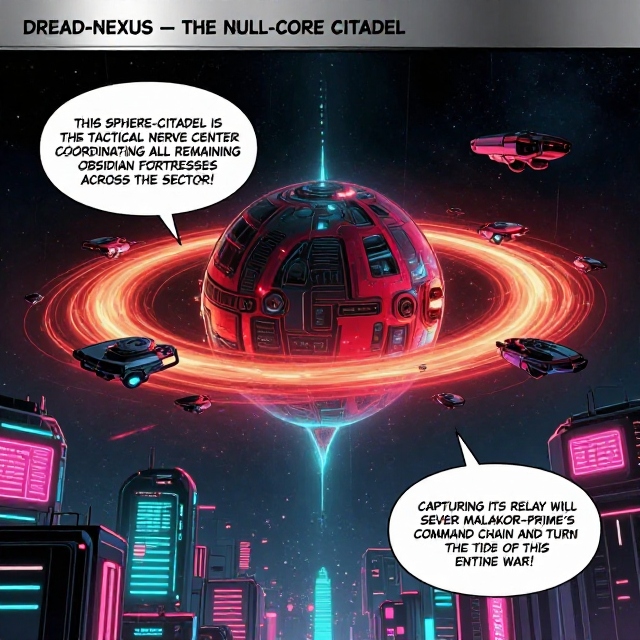 DREAD-NEXUS — THE NULL-CORE CITADEL
THIS SPHERE-CITADEL IS
THE TACTICAL NERVE CENTER
COORDINATING ALL REMAINING
OBSIDIAN FORTRESSES
ACROSS THE SECTOR!
CAPTURING ITS RELAY WILL
SEVER MALAKOR-PRIME'S
COMMAND CHAIN AND TURN
THE TIDE OF THIS
ENTIRE WAR!